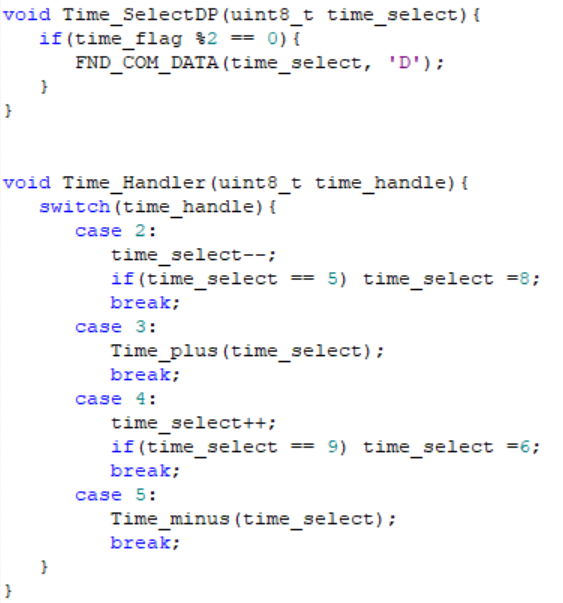 void Time_SelectDP(uint8_t time_select){
   if(time_flag %2 == 0){
      FND_COM_DATA(time_select, 'D');
   }
}

void Time_Handler(uint8_t time_handle){
   switch(time_handle){
      case 2:
         time_select--;
         if(time_select == 5) time_select =8;
         break;
      case 3:
         Time_plus(time_select);
         break;
      case 4:
         time_select++;
         if(time_select == 9) time_select =6;
         break;
      case 5:
         Time_minus(time_select);
         break;
   }
}